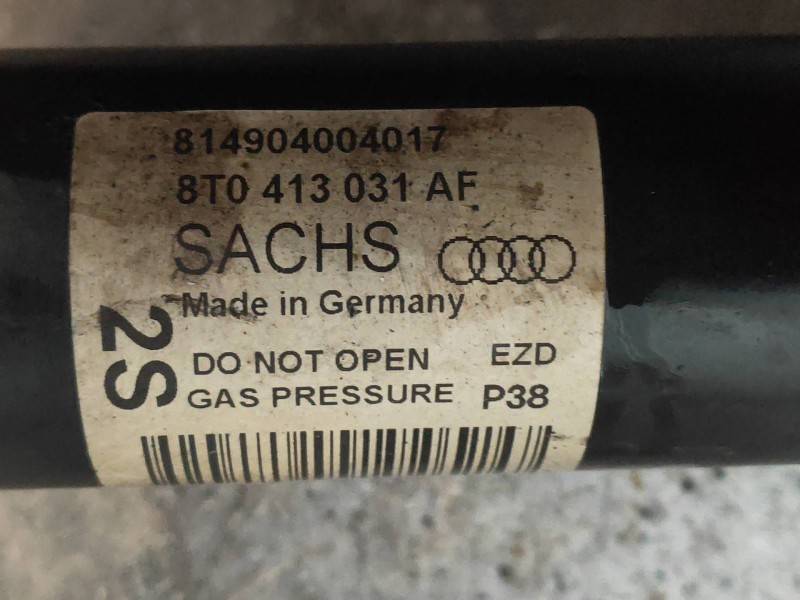 814904004017
8T0 413 031 AF
SACHS
Made in Germany
2S
DO NOT OPEN EZD
GAS PRESSURE P38